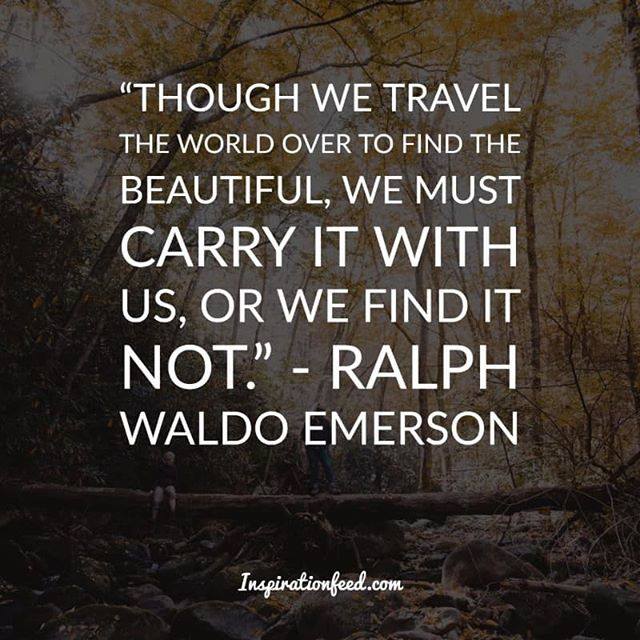 “THOUGH WE TRAVEL
THE WORLD OVER TO FIND THE
BEAUTIFUL, WE MUST
CARRY IT WITH
US, OR WE FIND IT
NOT.” - RALPH
WALDO EMERSON
Inspirationfeed.com